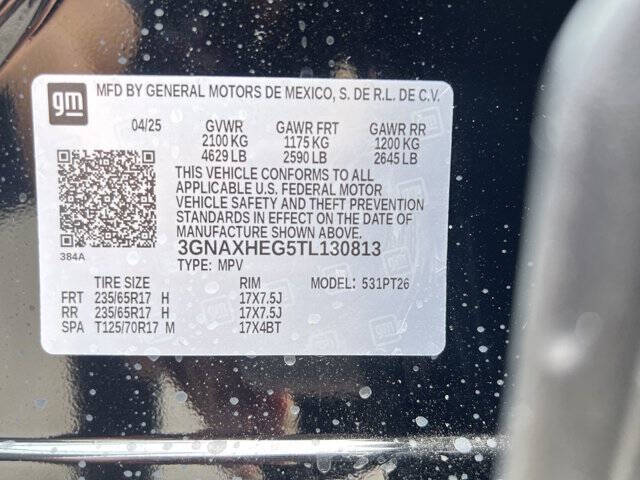 gm
MFD BY GENERAL MOTORS DE MEXICO, S. DE R.L. DE C.V.
04/25 GVWR GAWR FRT GAWR RR
2100 KG 1175 KG 1200 KG
4629 LB 2590 LB 2645 LB
THIS VEHICLE CONFORMS TO ALL
APPLICABLE U.S. FEDERAL MOTOR
VEHICLE SAFETY AND THEFT PREVENTION
STANDARDS IN EFFECT ON THE DATE OF
MANUFACTURE SHOWN ABOVE.
384A
3GNAXHEG5TL130813
TYPE: MPV
TIRE SIZE RIM MODEL: 531PT26
FRT 235/65R17 H 17X7.5J
RR 235/65R17 H 17X7.5J
SPA T125/70R17 M 17X4BT